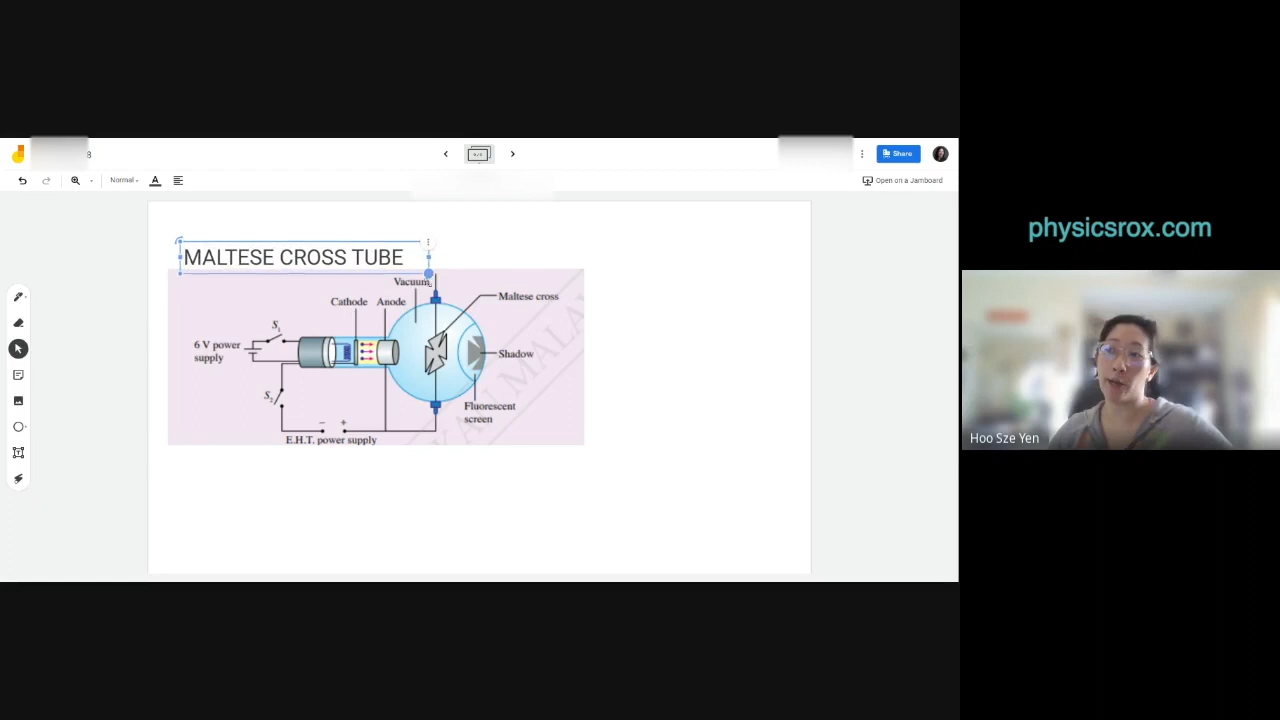 8
Share
Normal
A
Open on a Jamboard
MALTESE CROSS TUBE
Vacuum
Cathode Anode
Maltese cross
S1
6 V power
supply
Shadow
S2
Fluorescent
screen
− +
E.H.T. power supply
physicsrox.com
Hoo Sze Yen